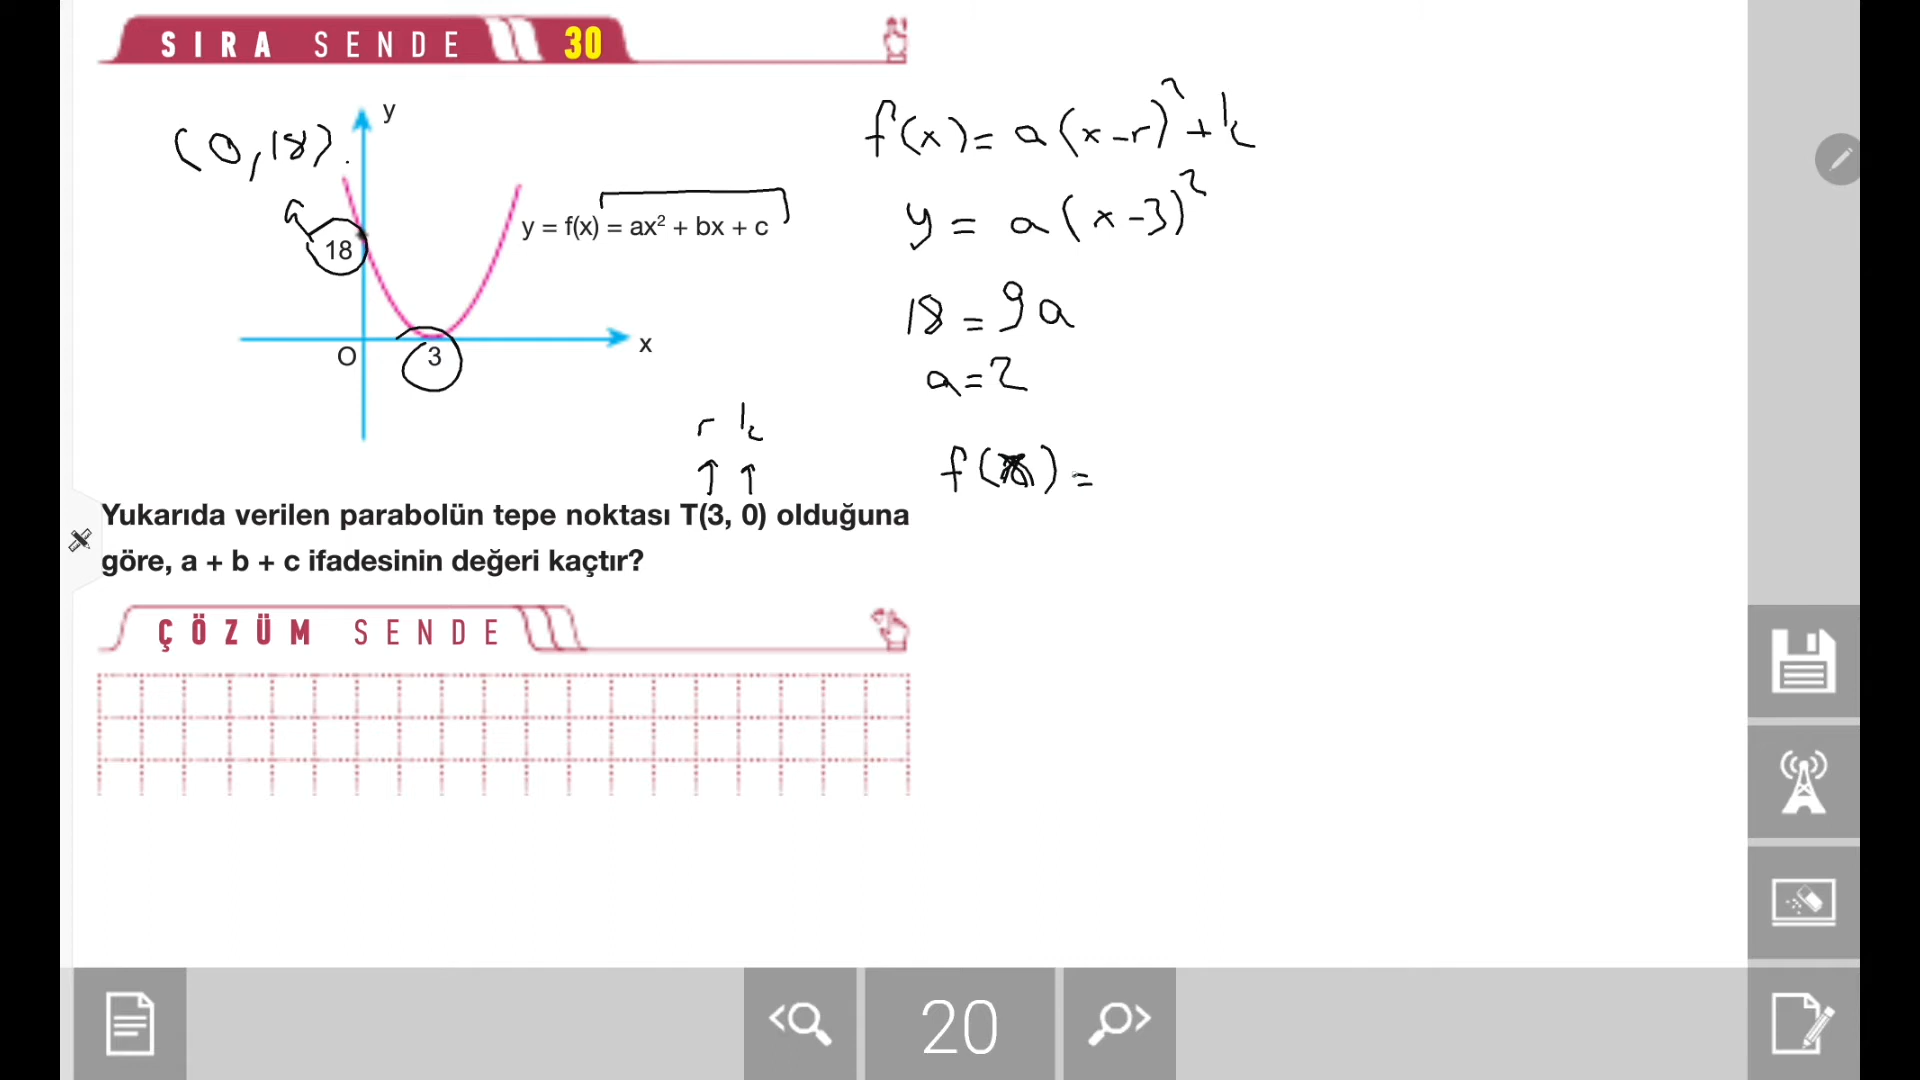 SIRA SENDE 30
y
(0,18).
f(x) = a(x-r)² + k
y = f(x) = ax² + bx + c
y = a(x-3)²
18
18 = 9a
O
3
x
a = 2
r k
↑ ↑
f( ) =
Yukarıda verilen parabolün tepe noktası T(3, 0) olduğuna
göre, a + b + c ifadesinin değeri kaçtır?
ÇÖZÜM SENDE
20